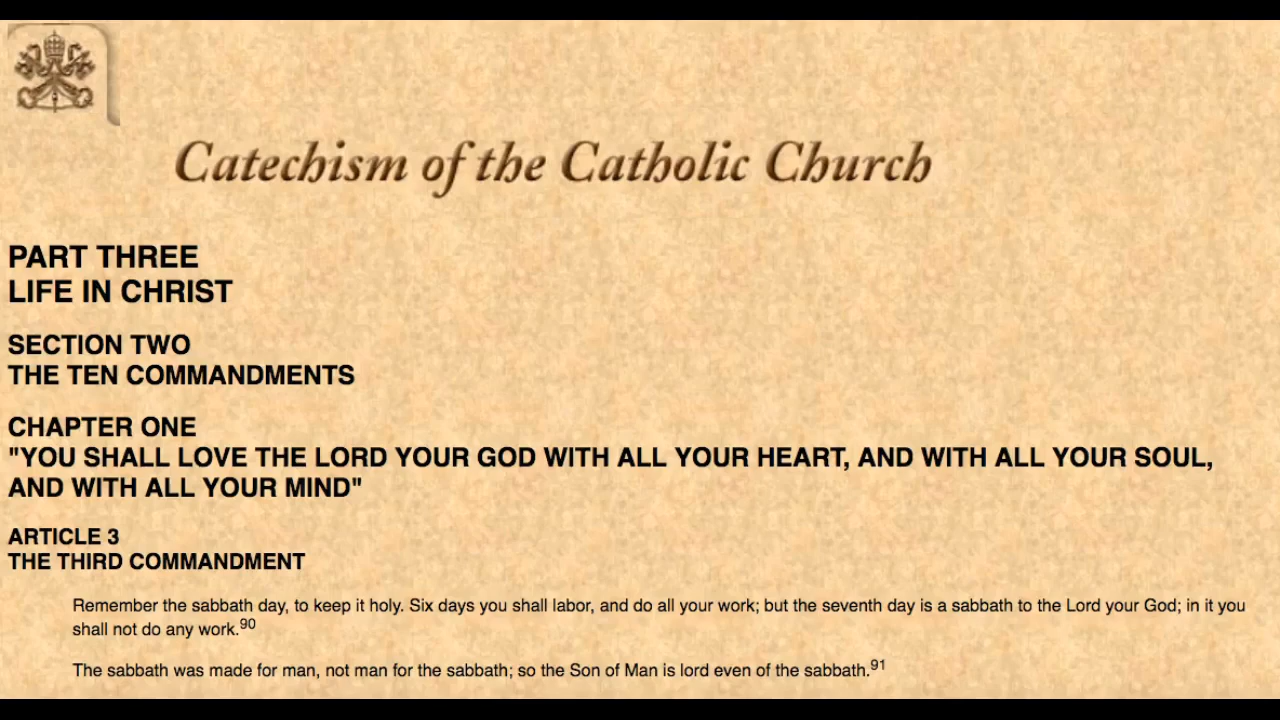 Catechism of the Catholic Church
PART THREE
LIFE IN CHRIST
SECTION TWO
THE TEN COMMANDMENTS
CHAPTER ONE
"YOU SHALL LOVE THE LORD YOUR GOD WITH ALL YOUR HEART, AND WITH ALL YOUR SOUL,
AND WITH ALL YOUR MIND"
ARTICLE 3
THE THIRD COMMANDMENT
Remember the sabbath day, to keep it holy. Six days you shall labor, and do all your work; but the seventh day is a sabbath to the Lord your God; in it you
shall not do any work.90
The sabbath was made for man, not man for the sabbath; so the Son of Man is lord even of the sabbath.91